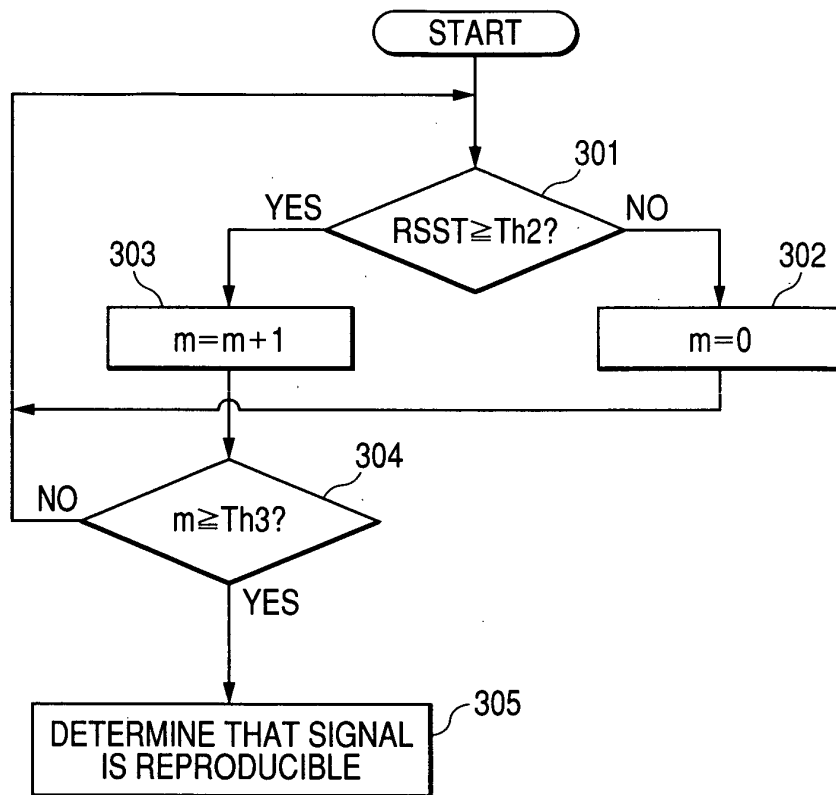 START
301
YES
RSST≧Th2?
NO
303
302
m=m+1
m=0
304
NO
m≧Th3?
YES
305
DETERMINE THAT SIGNAL
IS REPRODUCIBLE